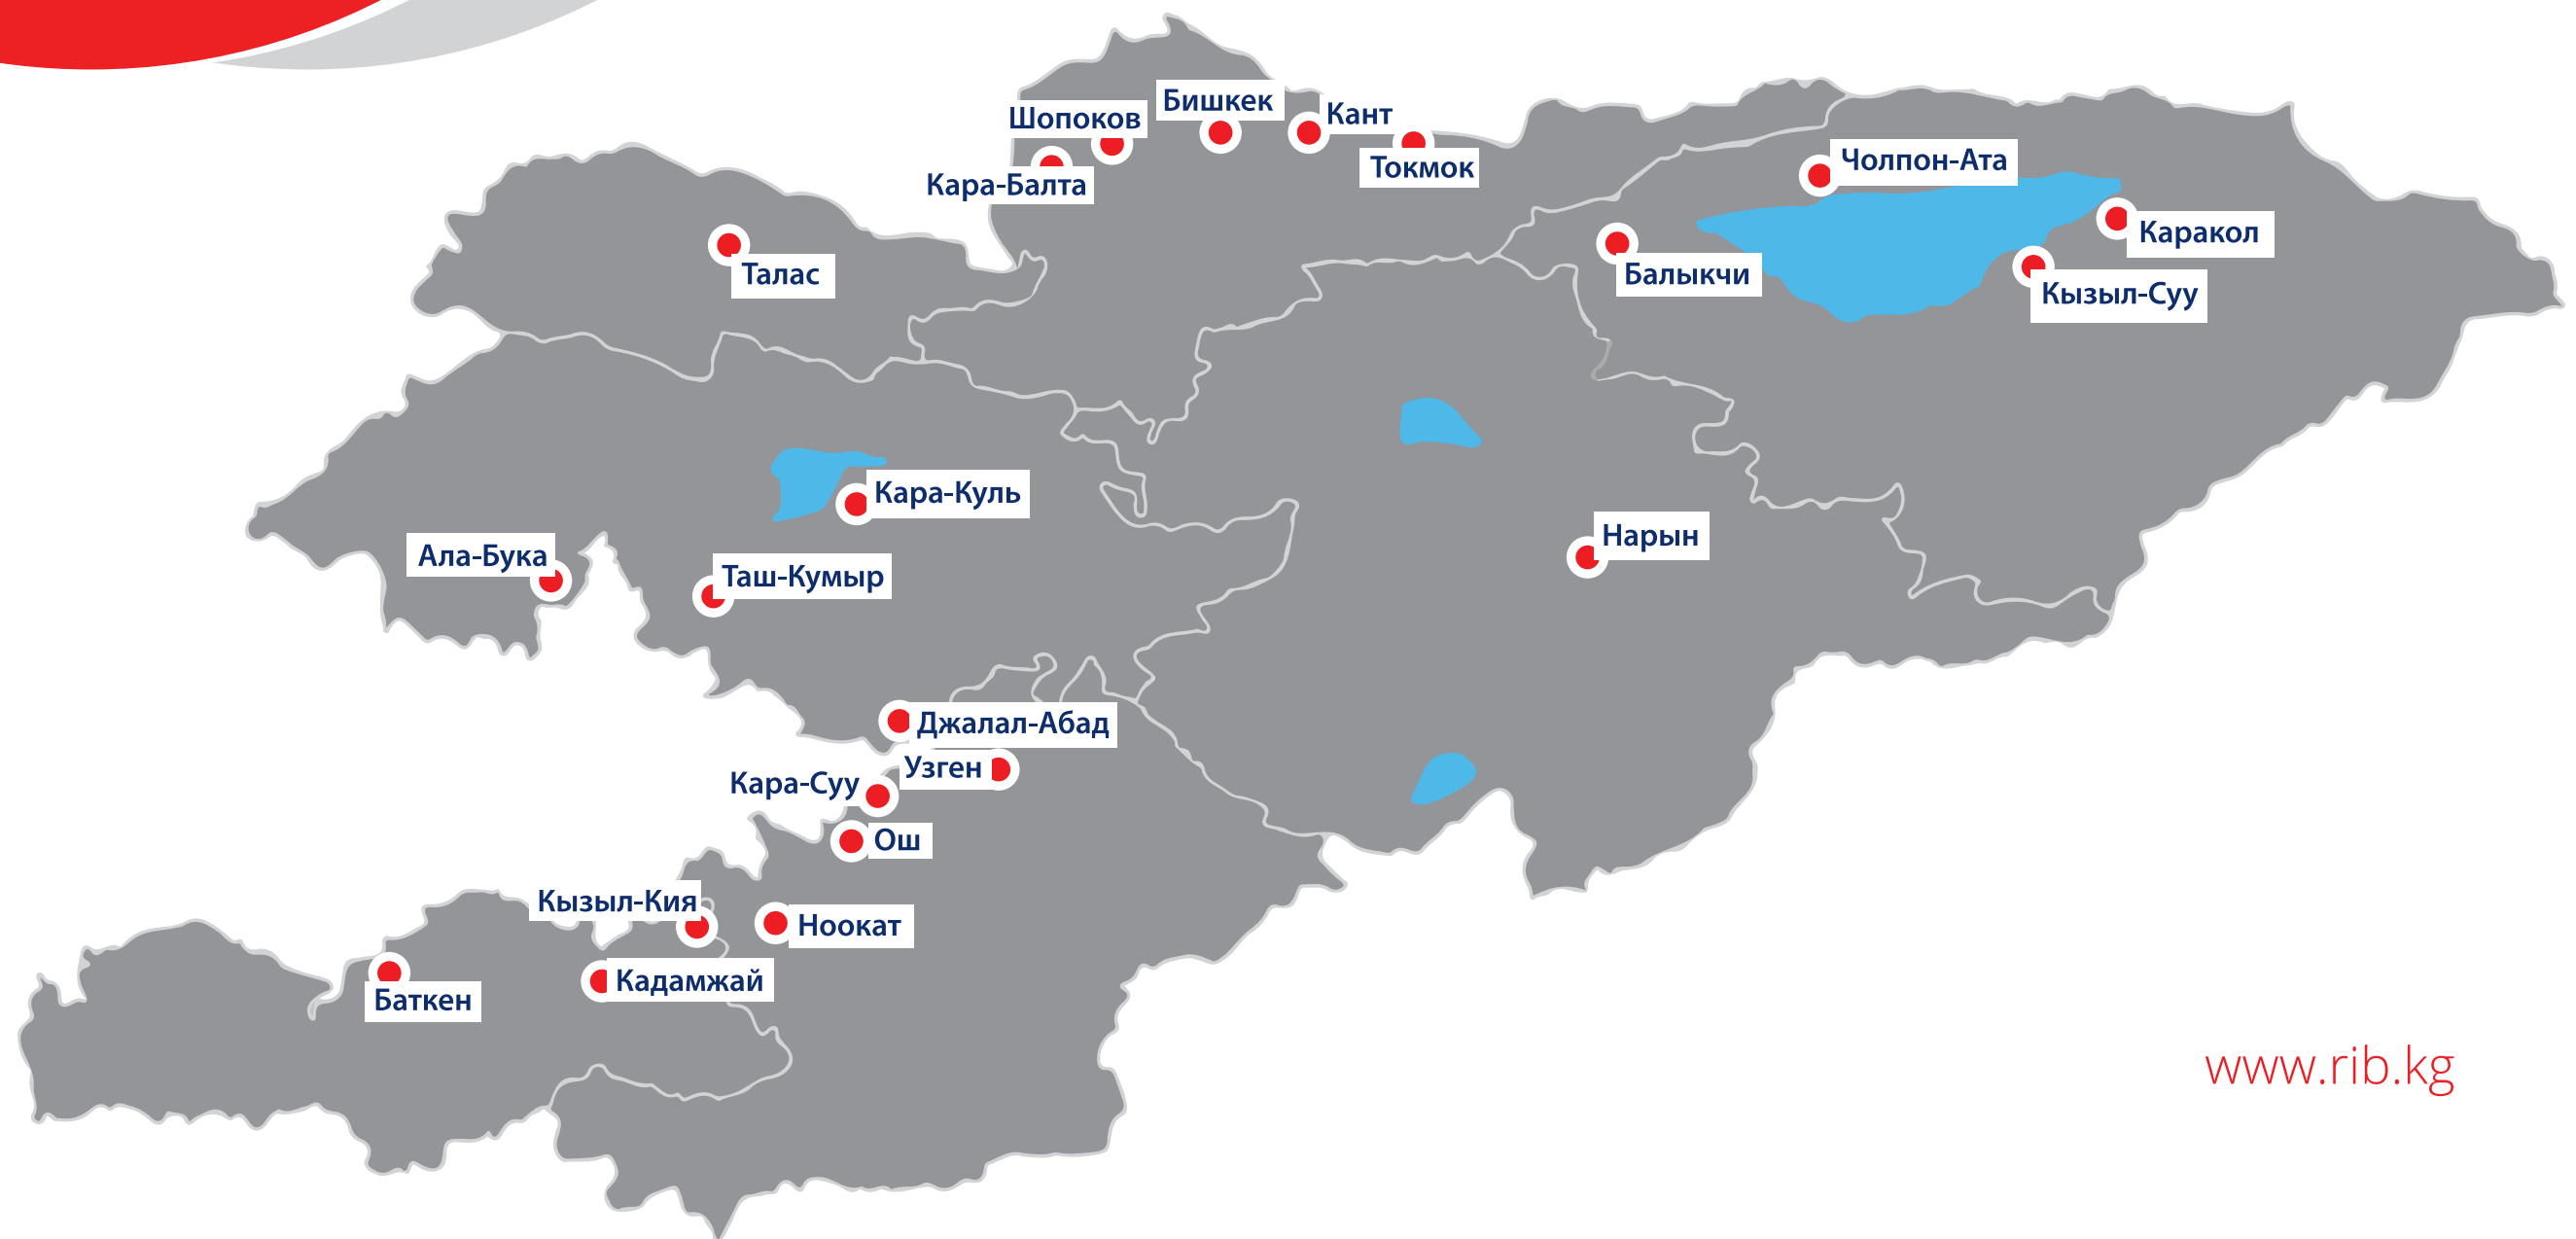 Бишкек
Шопоков
Кант
Кара-Балта
Токмок
Чолпон-Ата
Каракол
Талас
Балыкчи
Кызыл-Суу
Кара-Куль
Нарын
Ала-Бука
Таш-Кумыр
Джалал-Абад
Узген
Кара-Суу
Ош
Кызыл-Кия
Ноокат
Кадамжай
Баткен
www.rib.kg